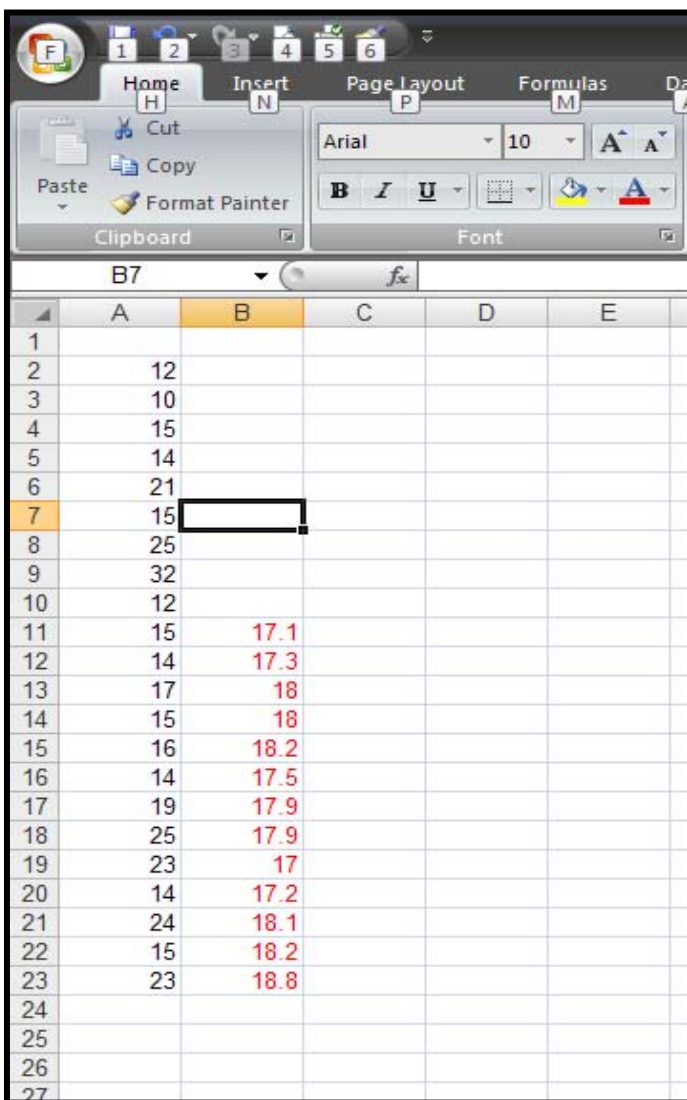 F 1 2 3 4 5 6
Home Insert Page Layout Formulas Da
H N P M A
Cut
Copy
Paste
Format Painter
Clipboard
Arial 10 A A
B I U A
Font
B7 fx
A B C D E
1
2 12
3 10
4 15
5 14
6 21
7 15
8 25
9 32
10 12
11 15 17.1
12 14 17.3
13 17 18
14 15 18
15 16 18.2
16 14 17.5
17 19 17.9
18 25 17.9
19 23 17
20 14 17.2
21 24 18.1
22 15 18.2
23 23 18.8
24
25
26
27